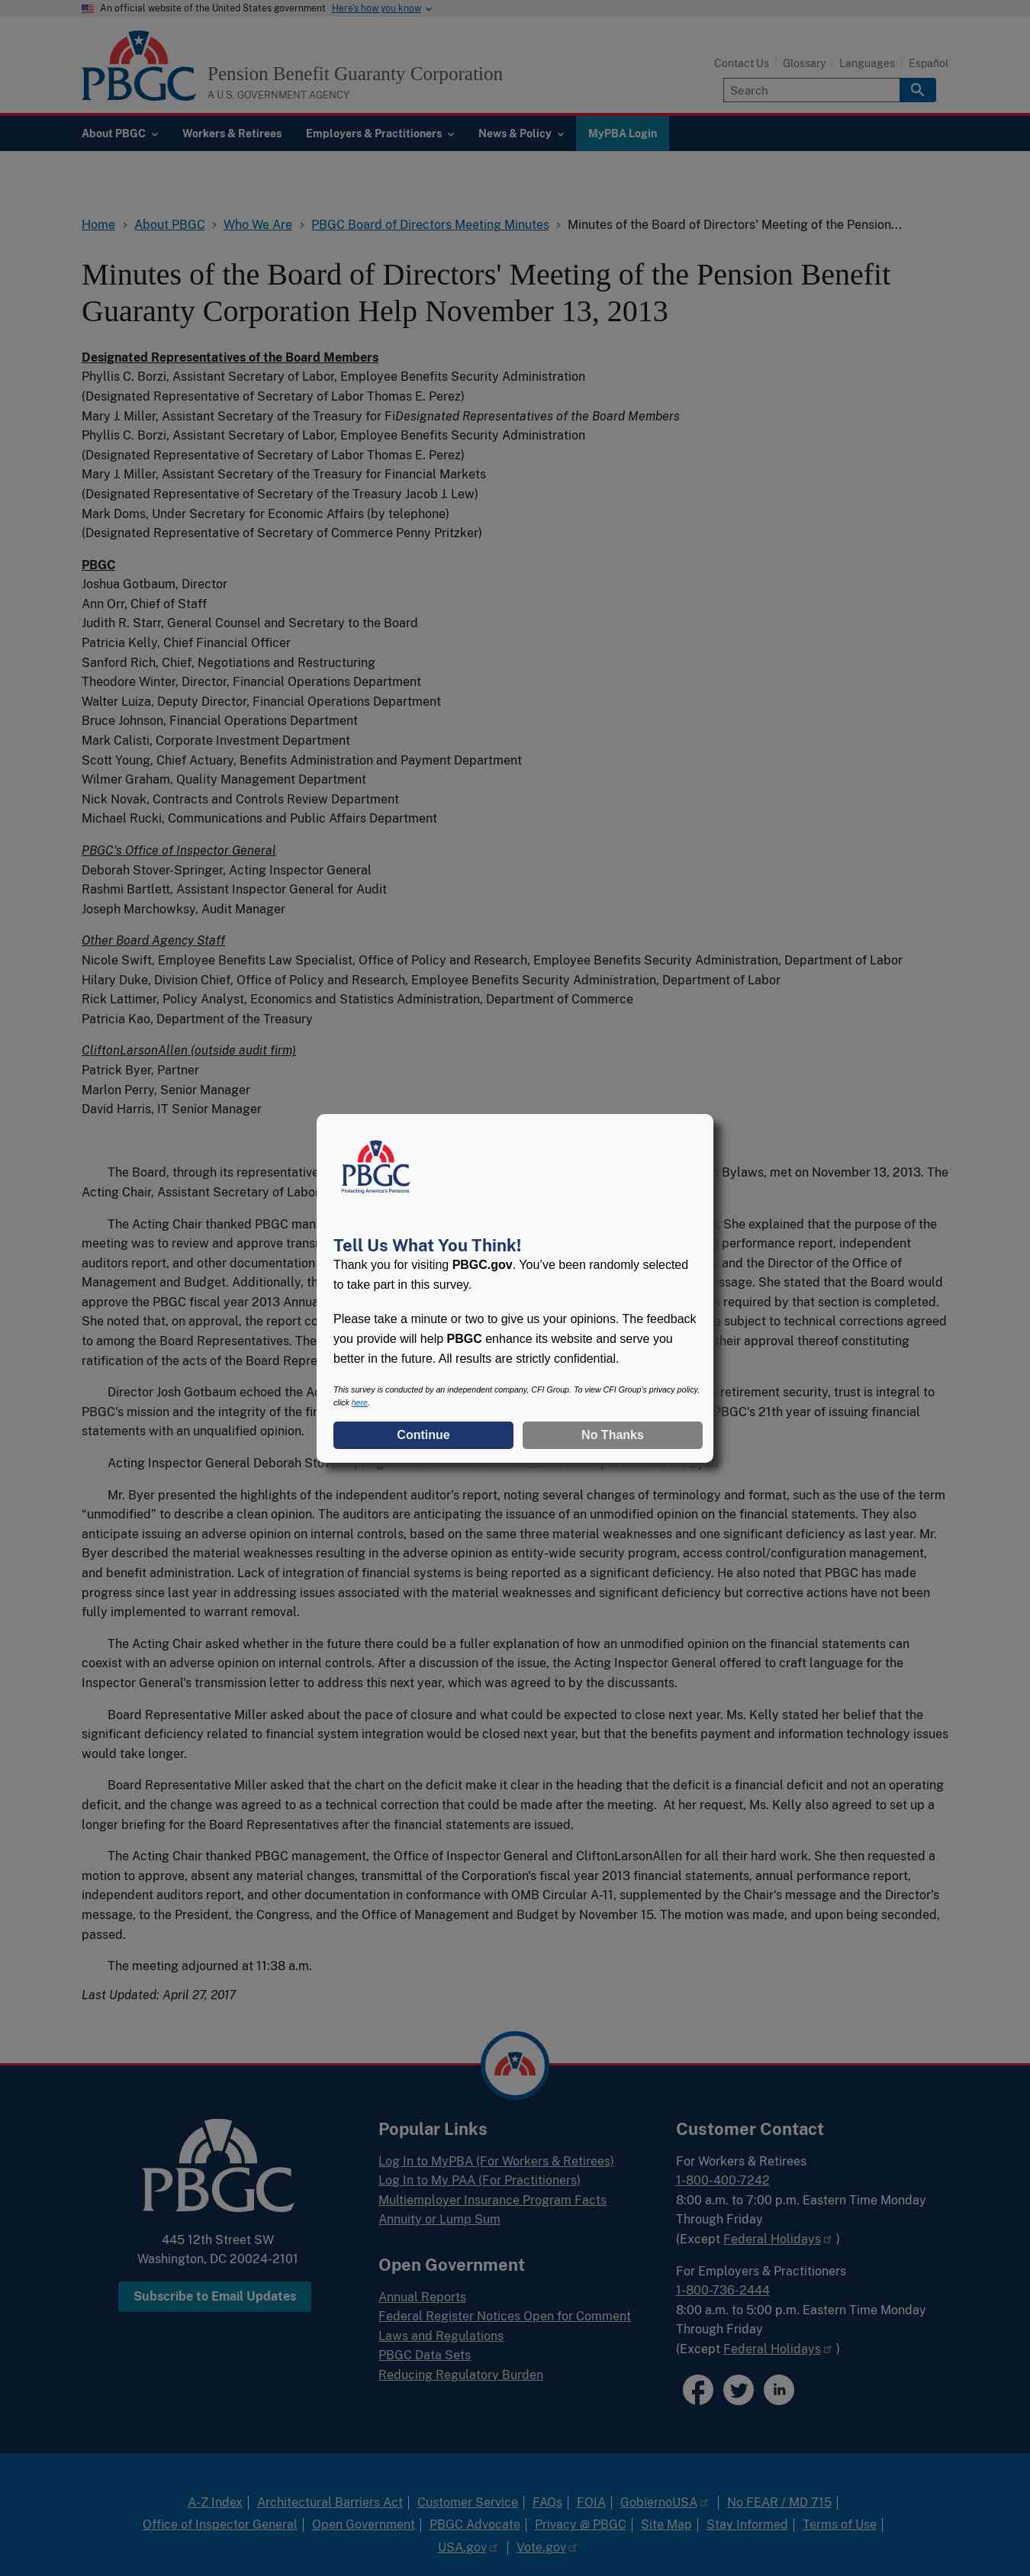 An official website of the United States government Here's how you know
PBGC
Pension Benefit Guaranty Corporation
A U.S. GOVERNMENT AGENCY
Contact Us Glossary Languages Español
Search
About PBGC Workers & Retirees Employers & Practitioners News & Policy MyPBA Login
Home About PBGC Who We Are PBGC Board of Directors Meeting Minutes Minutes of the Board of Directors' Meeting of the Pension...
Minutes of the Board of Directors' Meeting of the Pension Benefit
Guaranty Corporation Help November 13, 2013
Designated Representatives of the Board Members
Phyllis C. Borzi, Assistant Secretary of Labor, Employee Benefits Security Administration
(Designated Representative of Secretary of Labor Thomas E. Perez)
Mary J. Miller, Assistant Secretary of the Treasury for FiDesignated Representatives of the Board Members
Phyllis C. Borzi, Assistant Secretary of Labor, Employee Benefits Security Administration
(Designated Representative of Secretary of Labor Thomas E. Perez)
Mary J. Miller, Assistant Secretary of the Treasury for Financial Markets
(Designated Representative of Secretary of the Treasury Jacob J. Lew)
Mark Doms, Under Secretary for Economic Affairs (by telephone)
(Designated Representative of Secretary of Commerce Penny Pritzker)
PBGC
Joshua Gotbaum, Director
Ann Orr, Chief of Staff
Judith R. Starr, General Counsel and Secretary to the Board
Patricia Kelly, Chief Financial Officer
Sanford Rich, Chief, Negotiations and Restructuring
Theodore Winter, Director, Financial Operations Department
Walter Luiza, Deputy Director, Financial Operations Department
Bruce Johnson, Financial Operations Department
Mark Calisti, Corporate Investment Department
Scott Young, Chief Actuary, Benefits Administration and Payment Department
Wilmer Graham, Quality Management Department
Nick Novak, Contracts and Controls Review Department
Michael Rucki, Communications and Public Affairs Department
PBGC's Office of Inspector General
Deborah Stover-Springer, Acting Inspector General
Rashmi Bartlett, Assistant Inspector General for Audit
Joseph Marchowksy, Audit Manager
Other Board Agency Staff
Nicole Swift, Employee Benefits Law Specialist, Office of Policy and Research, Employee Benefits Security Administration, Department of Labor
Hilary Duke, Division Chief, Office of Policy and Research, Employee Benefits Security Administration, Department of Labor
Rick Lattimer, Policy Analyst, Economics and Statistics Administration, Department of Commerce
Patricia Kao, Department of the Treasury
CliftonLarsonAllen (outside audit firm)
Patrick Byer, Partner
Marlon Perry, Senior Manager
David Harris, IT Senior Manager
The Board, through its representative Bylaws, met on November 13, 2013. The
Acting Chair, Assistant Secretary of Labor
The Acting Chair thanked PBGC She explained that the purpose of the
meeting was to review and approve performance report, independent
auditors report, and other documentation and the Director of the Office of
Management and Budget. Additionally, She stated that the Board would
approve the PBGC fiscal year 2013 required by that section is completed.
She noted that, on approval, the report subject to technical corrections agreed
to among the Board Representatives. The their approval thereof constituting
ratification of the acts of the Board
Director Josh Gotbaum echoed the retirement security, trust is integral to
PBGC's mission and the integrity of the PBGC's 21th year of issuing financial
statements with an unqualified opinion.
Acting Inspector General Deborah
PBGC
Protecting America's Pensions
Tell Us What You Think!
Thank you for visiting PBGC.gov. You've been randomly selected
to take part in this survey.
Please take a minute or two to give us your opinions. The feedback
you provide will help PBGC enhance its website and serve you
better in the future. All results are strictly confidential.
This survey is conducted by an independent company, CFI Group. To view CFI Group's privacy policy,
click here.
Continue No Thanks
Mr. Byer presented the highlights of the independent auditor's report, noting several changes of terminology and format, such as the use of the term
“unmodified” to describe a clean opinion. The auditors are anticipating the issuance of an unmodified opinion on the financial statements. They also
anticipate issuing an adverse opinion on internal controls, based on the same three material weaknesses and one significant deficiency as last year. Mr.
Byer described the material weaknesses resulting in the adverse opinion as entity-wide security program, access control/configuration management,
and benefit administration. Lack of integration of financial systems is being reported as a significant deficiency. He also noted that PBGC has made
progress since last year in addressing issues associated with the material weaknesses and significant deficiency but corrective actions have not been
fully implemented to warrant removal.
The Acting Chair asked whether in the future there could be a fuller explanation of how an unmodified opinion on the financial statements can
coexist with an adverse opinion on internal controls. After a discussion of the issue, the Acting Inspector General offered to craft language for the
Inspector General's transmission letter to address this next year, which was agreed to by the discussants.
Board Representative Miller asked about the pace of closure and what could be expected to close next year. Ms. Kelly stated her belief that the
significant deficiency related to financial system integration would be closed next year, but that the benefits payment and information technology issues
would take longer.
Board Representative Miller asked that the chart on the deficit make it clear in the heading that the deficit is a financial deficit and not an operating
deficit, and the change was agreed to as a technical correction that could be made after the meeting.  At her request, Ms. Kelly also agreed to set up a
longer briefing for the Board Representatives after the financial statements are issued.
The Acting Chair thanked PBGC management, the Office of Inspector General and CliftonLarsonAllen for all their hard work. She then requested a
motion to approve, absent any material changes, transmittal of the Corporation's fiscal year 2013 financial statements, annual performance report,
independent auditors report, and other documentation in conformance with OMB Circular A-11, supplemented by the Chair's message and the Director's
message, to the President, the Congress, and the Office of Management and Budget by November 15. The motion was made, and upon being seconded,
passed.
The meeting adjourned at 11:38 a.m.
Last Updated: April 27, 2017
PBGC
445 12th Street SW
Washington, DC 20024-2101
Subscribe to Email Updates
Popular Links
Log In to MyPBA (For Workers & Retirees)
Log In to My PAA (For Practitioners)
Multiemployer Insurance Program Facts
Annuity or Lump Sum
Open Government
Annual Reports
Federal Register Notices Open for Comment
Laws and Regulations
PBGC Data Sets
Reducing Regulatory Burden
Customer Contact
For Workers & Retirees
1-800-400-7242
8:00 a.m. to 7:00 p.m. Eastern Time Monday
Through Friday
(Except Federal Holidays )
For Employers & Practitioners
1-800-736-2444
8:00 a.m. to 5:00 p.m. Eastern Time Monday
Through Friday
(Except Federal Holidays )
in
A-Z Index Architectural Barriers Act Customer Service FAQs FOIA GobiernoUSA No FEAR / MD 715
Office of Inspector General Open Government PBGC Advocate Privacy @ PBGC Site Map Stay Informed Terms of Use
USA.gov Vote.gov